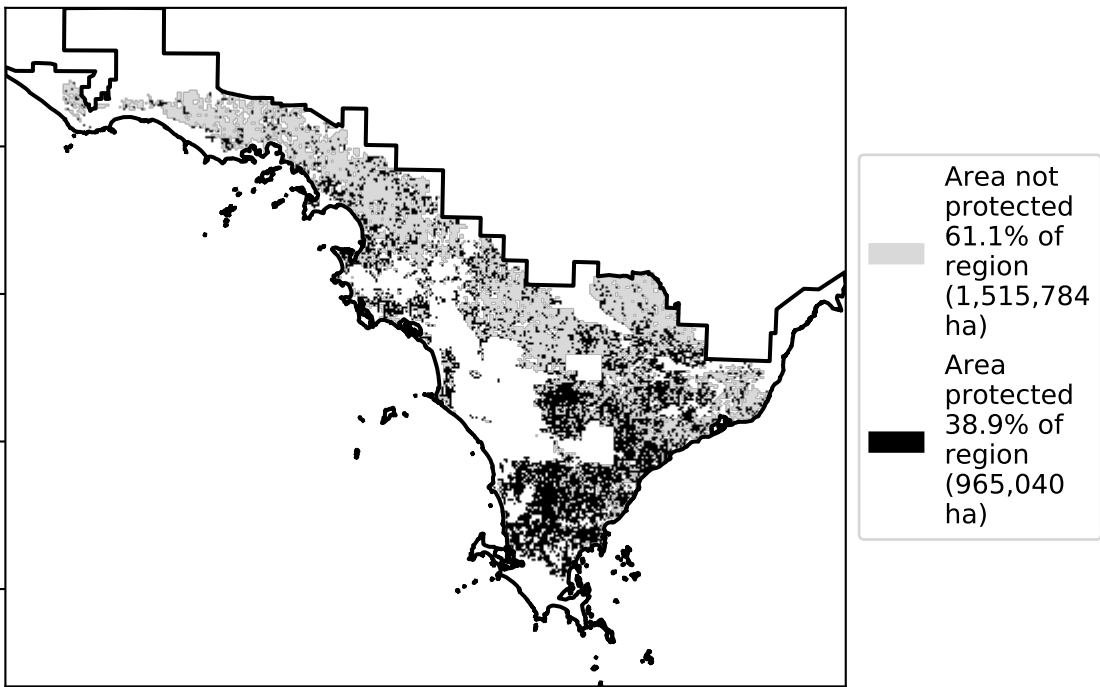 Area not
protected
61.1% of
region
(1,515,784
ha)
Area
protected
38.9% of
region
(965,040
ha)